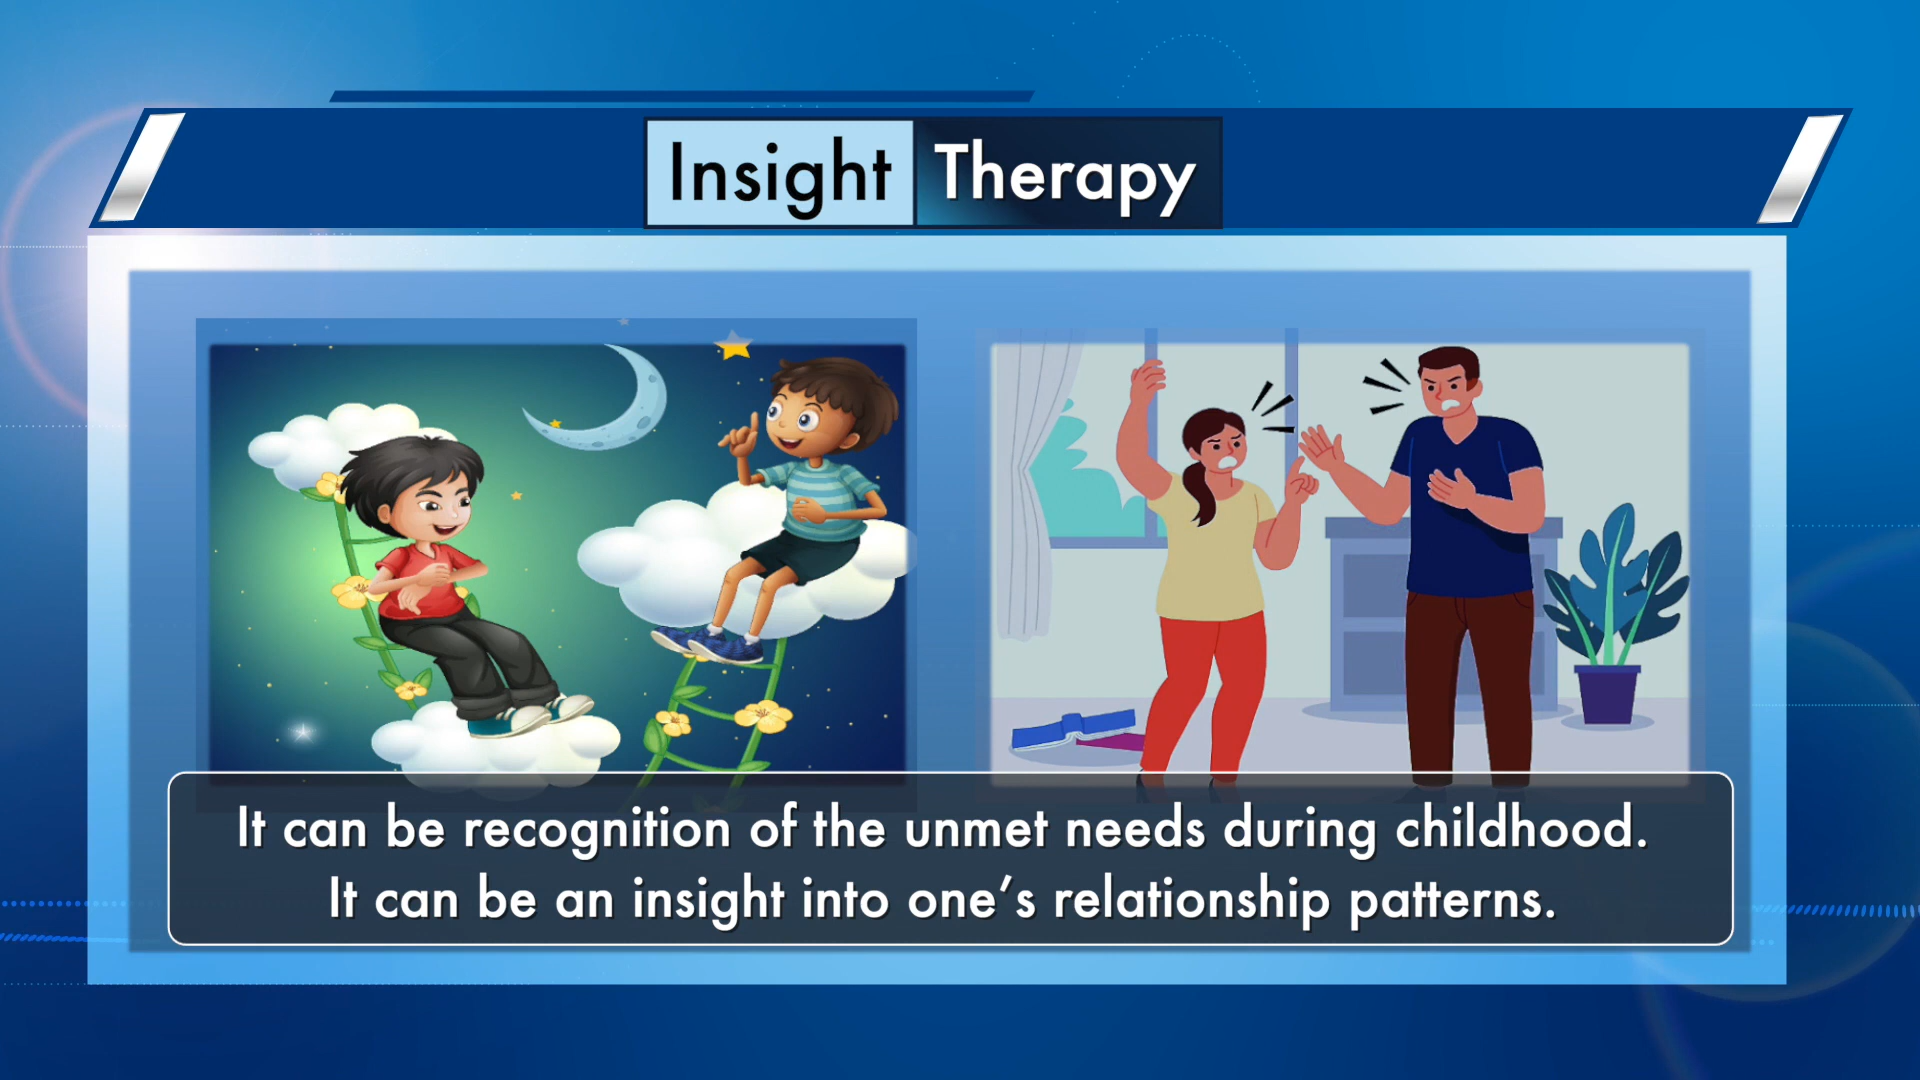 Insight Therapy
It can be recognition of the unmet needs during childhood.
It can be an insight into one's relationship patterns.